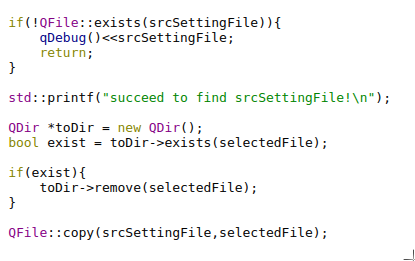 if(!QFile::exists(srcSettingFile)){
    qDebug()<<srcSettingFile;
    return;
}
std::printf("succeed to find srcSettingFile!\n");
QDir *toDir = new QDir();
bool exist = toDir->exists(selectedFile);
if(exist){
    toDir->remove(selectedFile);
}
QFile::copy(srcSettingFile,selectedFile);